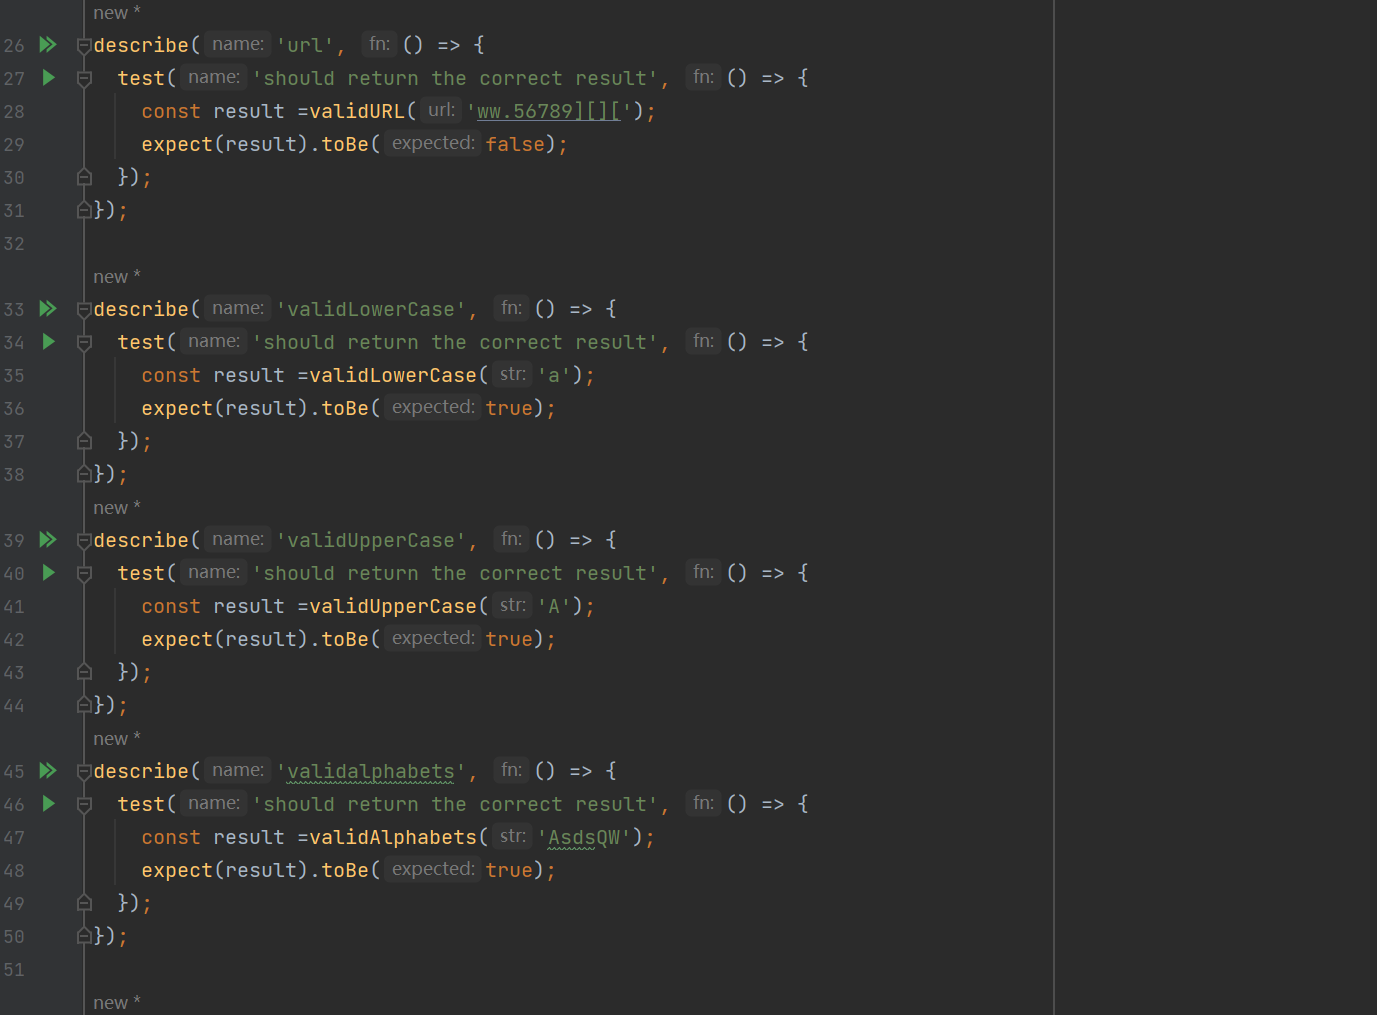 new *
26 describe( name: 'url', fn: () => {
27 test( name: 'should return the correct result', fn: () => {
28 const result =validURL( url: 'ww.56789][][');
29 expect(result).toBe( expected: false);
30 });
31 });
32
new *
33 describe( name: 'validLowerCase', fn: () => {
34 test( name: 'should return the correct result', fn: () => {
35 const result =validLowerCase( str: 'a');
36 expect(result).toBe( expected: true);
37 });
38 });
new *
39 describe( name: 'validUpperCase', fn: () => {
40 test( name: 'should return the correct result', fn: () => {
41 const result =validUpperCase( str: 'A');
42 expect(result).toBe( expected: true);
43 });
44 });
new *
45 describe( name: 'validalphabets', fn: () => {
46 test( name: 'should return the correct result', fn: () => {
47 const result =validAlphabets( str: 'AsdsQW');
48 expect(result).toBe( expected: true);
49 });
50 });
51
new *